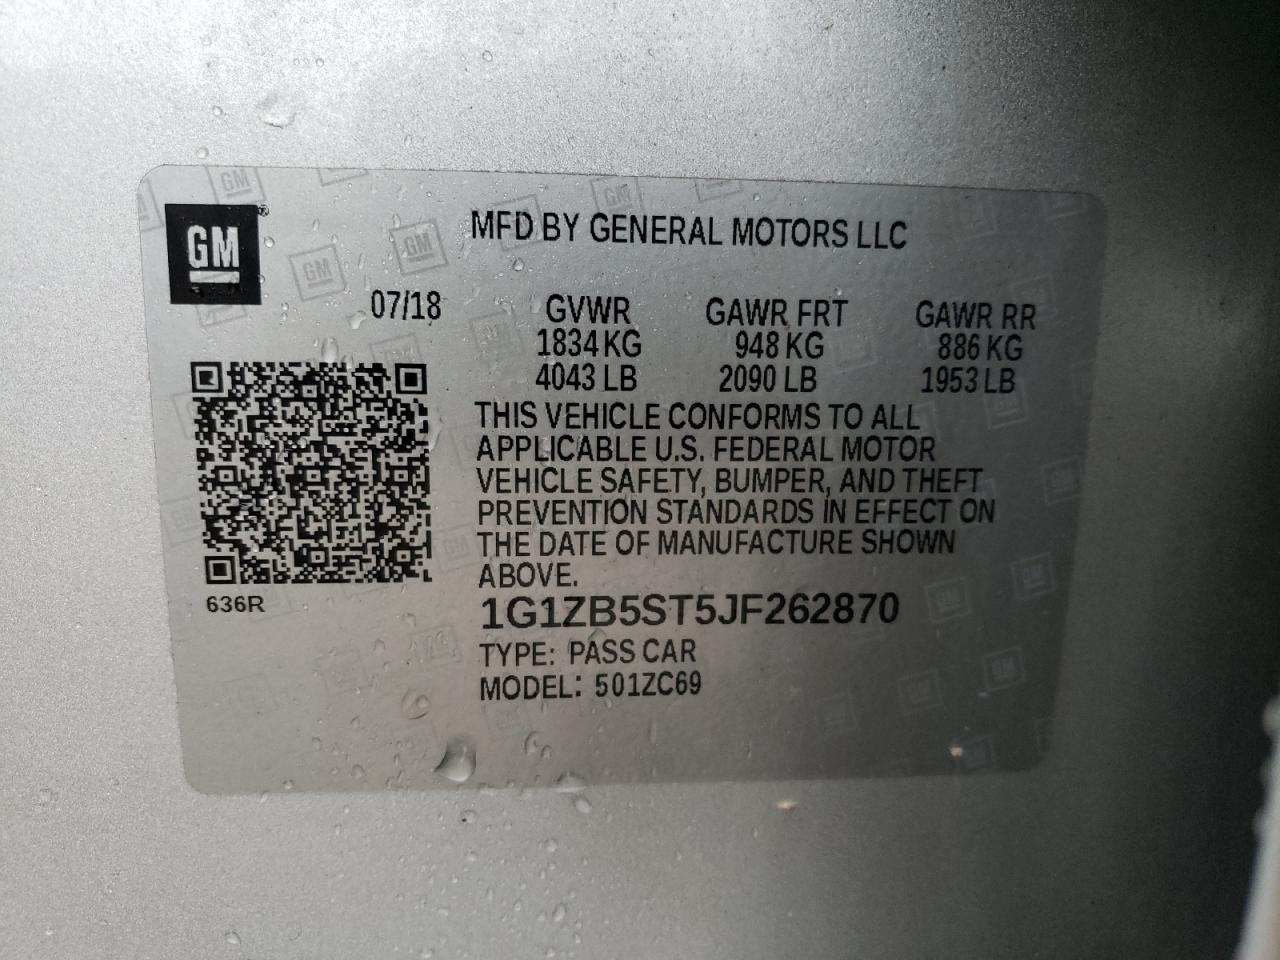 GM
MFD BY GENERAL MOTORS LLC
07/18
GVWR GAWR FRT GAWR RR
1834 KG 948 KG 886 KG
4043 LB 2090 LB 1953 LB
THIS VEHICLE CONFORMS TO ALL
APPLICABLE U.S. FEDERAL MOTOR
VEHICLE SAFETY, BUMPER, AND THEFT
PREVENTION STANDARDS IN EFFECT ON
THE DATE OF MANUFACTURE SHOWN
ABOVE.
636R
1G1ZB5ST5JF262870
TYPE: PASS CAR
MODEL: 501ZC69